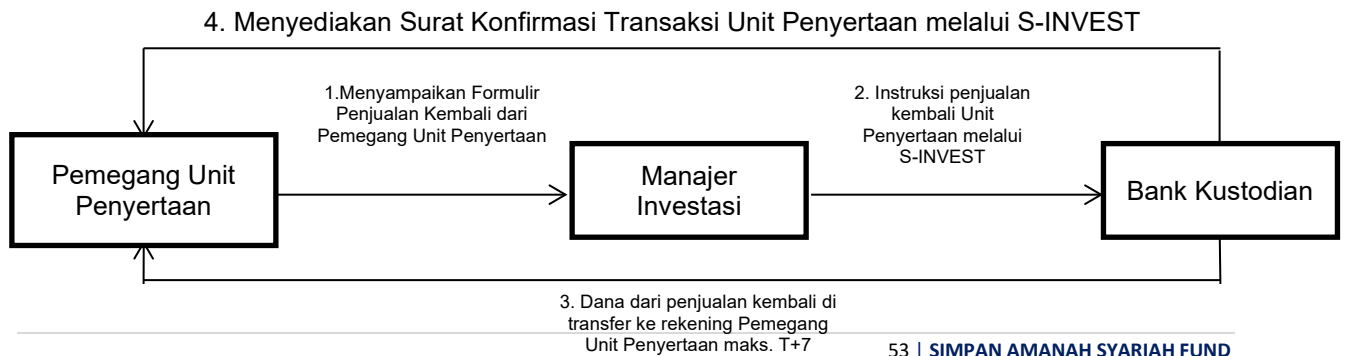 4. Menyediakan Surat Konfirmasi Transaksi Unit Penyertaan melalui S-INVEST
1.Menyampaikan Formulir
Penjualan Kembali dari
Pemegang Unit Penyertaan
2. Instruksi penjualan
kembali Unit
Penyertaan melalui
S-INVEST
Pemegang Unit
Penyertaan
Manajer
Investasi
Bank Kustodian
3. Dana dari penjualan kembali di
transfer ke rekening Pemegang
Unit Penyertaan maks. T+7
53 | SIMPAN AMANAH SYARIAH FUND